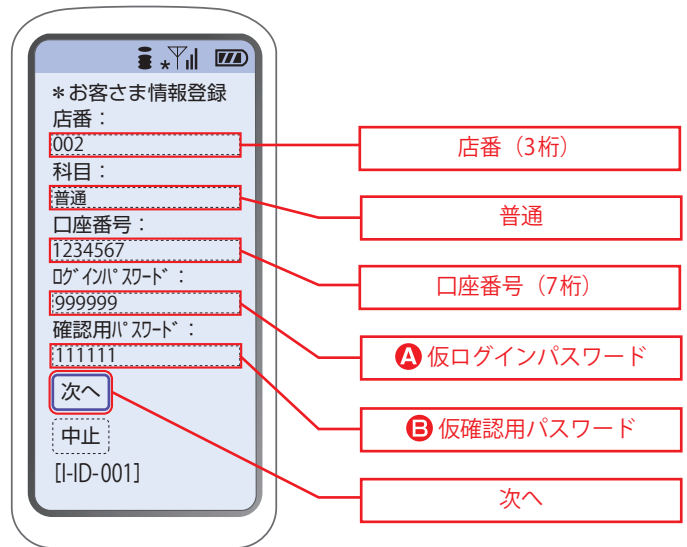 ＊お客さま情報登録
店番：
002
科目：
普通
口座番号：
1234567
ﾛｸﾞｲﾝﾊﾟｽﾜｰﾄﾞ：
999999
確認用ﾊﾟｽﾜｰﾄﾞ：
111111
次へ
中止
[I-ID-001]
店番（3桁）
普通
口座番号（7桁）
A 仮ログインパスワード
B 仮確認用パスワード
次へ